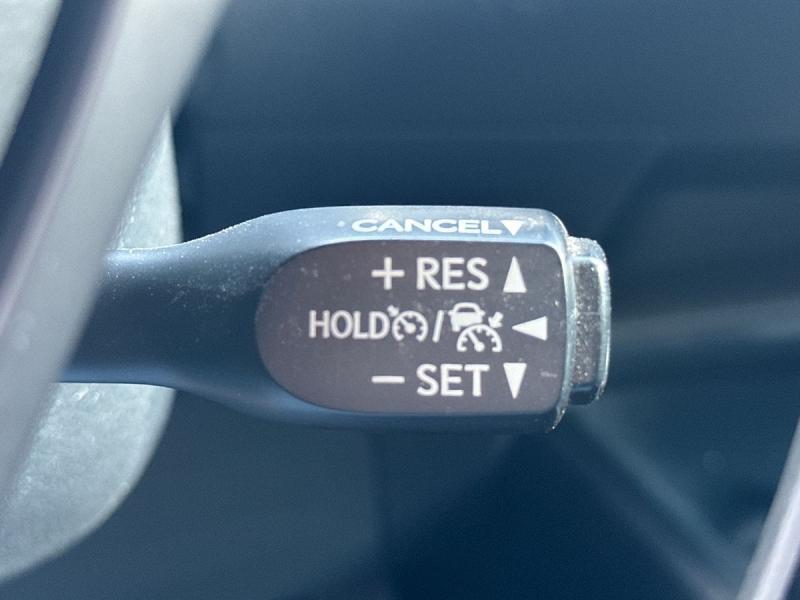 CANCEL▼
+ RES ▲
HOLD / ◀
− SET ▼